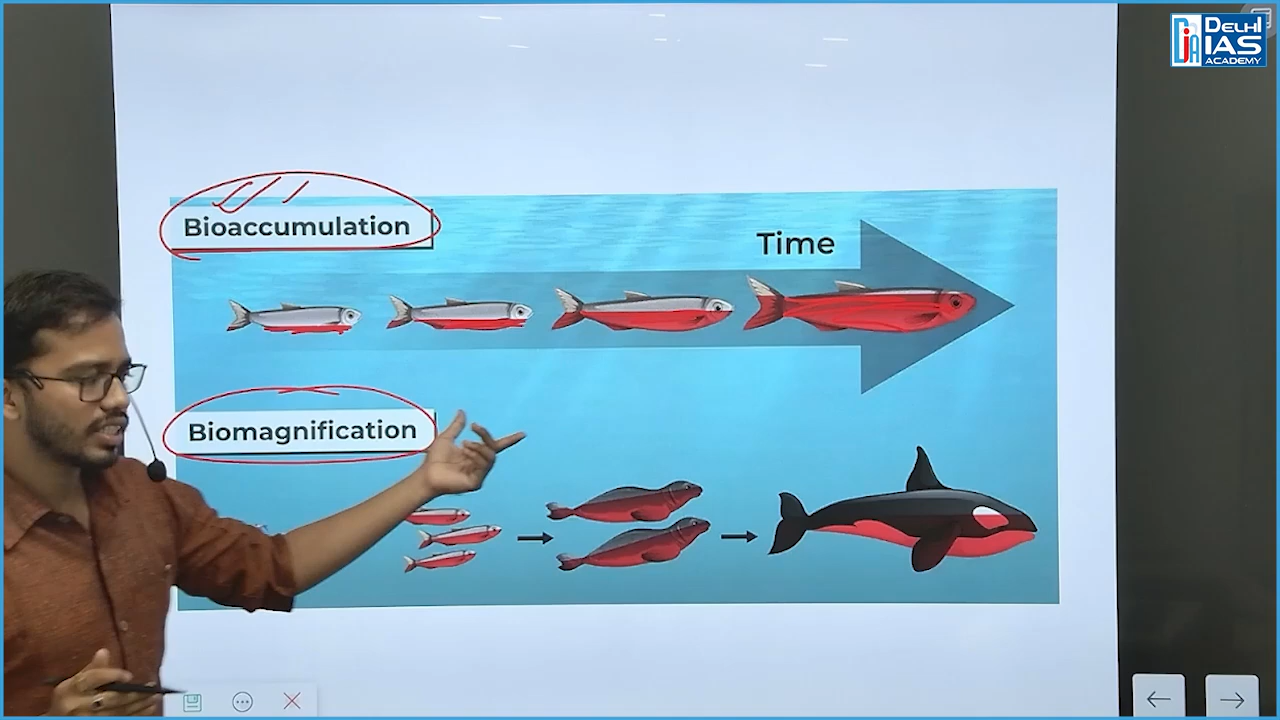 DELHI
IAS
ACADEMY
Bioaccumulation
Time
Biomagnification